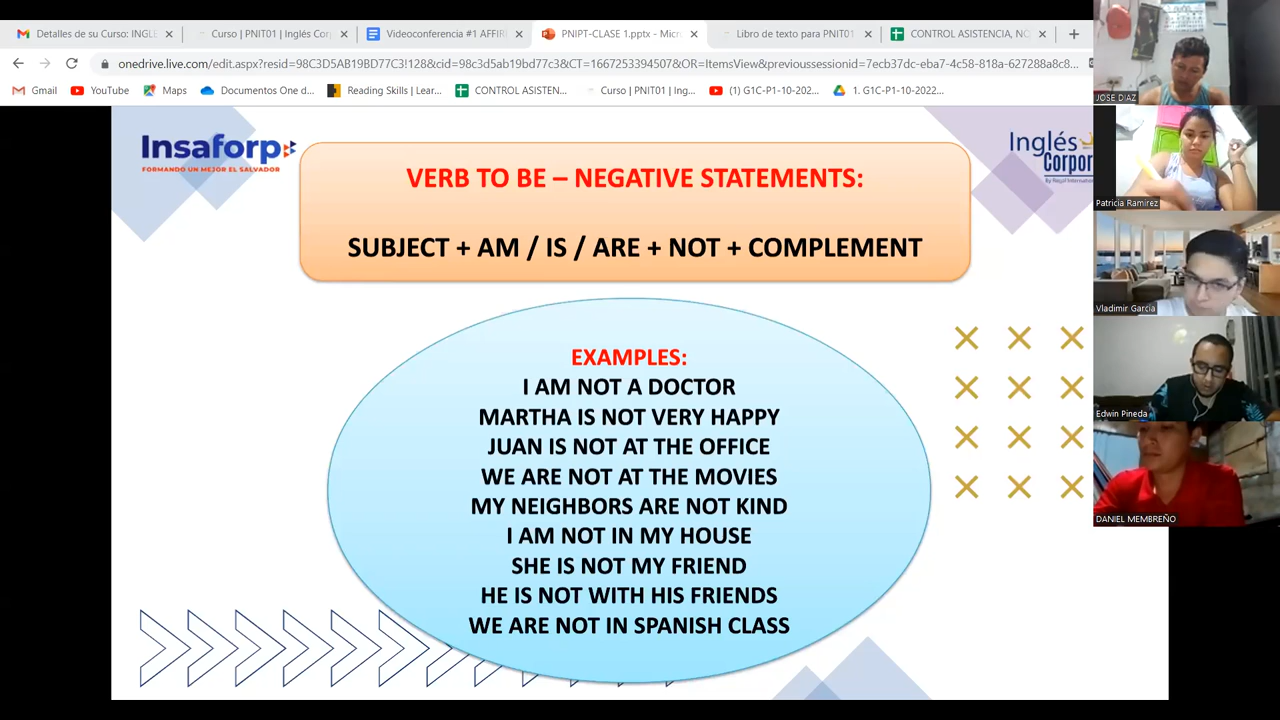 Detalles de su Curso: INGLE
Curso | PNIT01 | Inglés Corp
Videoconferencia #1 AFFIR
PNIPT-CLASE 1.pptx - Micro
Libro de texto para PNIT01
CONTROL ASISTENCIA, NO
onedrive.live.com/edit.aspx?resid=98C3D5AB19BD77C3!128&cid=98c3d5ab19bd77c3&CT=1667253394507&OR=ItemsView&previoussessionid=7ecb37dc-eba7-4c58-818a-627288a8c8...
Gmail
YouTube
Maps
Documentos One d...
Reading Skills | Lear...
CONTROL ASISTEN...
Curso | PNIT01 | Ing...
(1) G1C-P1-10-202...
1. G1C-P1-10-2022...
Insaforp
FORMANDO UN MEJOR EL SALVADOR
Inglés
Corpor
VERB TO BE – NEGATIVE STATEMENTS:
SUBJECT + AM / IS / ARE + NOT + COMPLEMENT
EXAMPLES:
I AM NOT A DOCTOR
MARTHA IS NOT VERY HAPPY
JUAN IS NOT AT THE OFFICE
WE ARE NOT AT THE MOVIES
MY NEIGHBORS ARE NOT KIND
I AM NOT IN MY HOUSE
SHE IS NOT MY FRIEND
HE IS NOT WITH HIS FRIENDS
WE ARE NOT IN SPANISH CLASS
JOSE DIAZ
Patricia Ramirez
Vladimir Garcia
Edwin Pineda
DANIEL MEMBREÑO